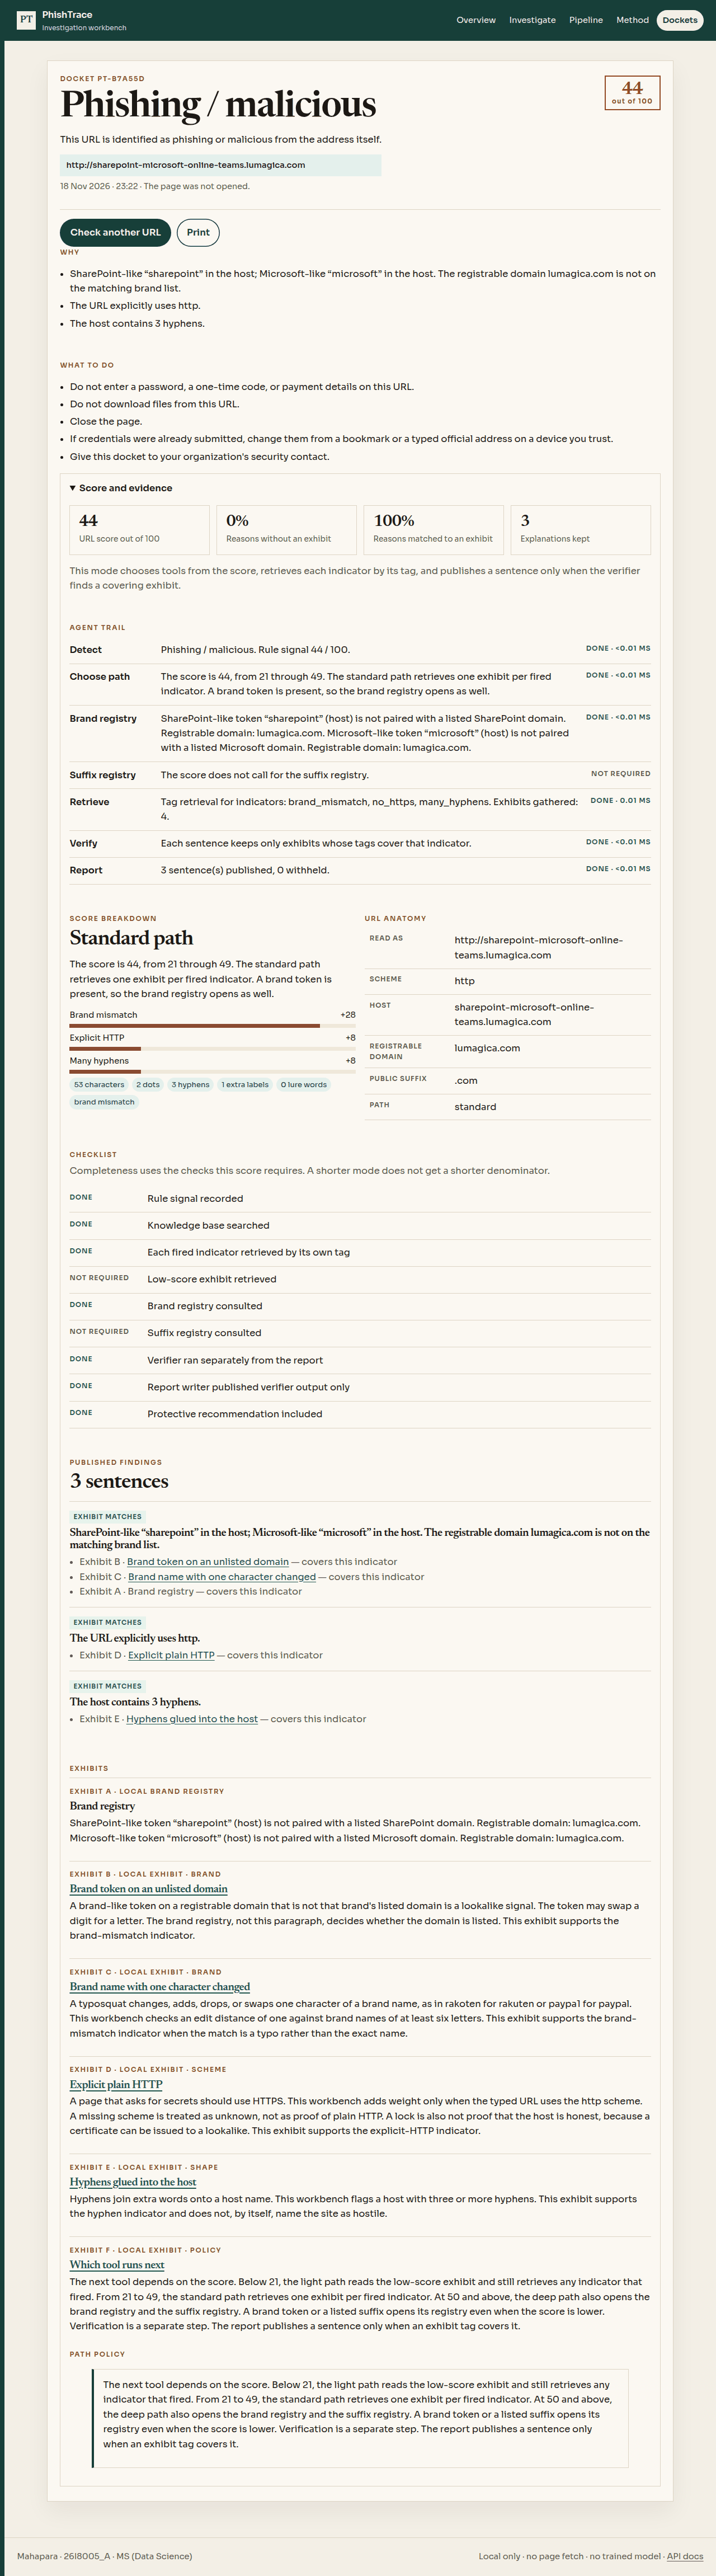 PT
PhishTrace
Investigation workbench
Overview
Investigate
Pipeline
Method
Dockets
DOCKET PT-B7A55D
Phishing / malicious
44
out of 100
This URL is identified as phishing or malicious from the address itself.
http://sharepoint-microsoft-online-teams.lumagica.com
18 Nov 2026 · 23:22 · The page was not opened.
Check another URL
Print
WHY
• SharePoint-like “sharepoint” in the host; Microsoft-like “microsoft” in the host. The registrable domain lumagica.com is not on
the matching brand list.
• The URL explicitly uses http.
• The host contains 3 hyphens.
WHAT TO DO
• Do not enter a password, a one-time code, or payment details on this URL.
• Do not download files from this URL.
• Close the page.
• If credentials were already submitted, change them from a bookmark or a typed official address on a device you trust.
• Give this docket to your organization's security contact.
▼ Score and evidence
44
URL score out of 100
0%
Reasons without an exhibit
100%
Reasons matched to an exhibit
3
Explanations kept
This mode chooses tools from the score, retrieves each indicator by its tag, and publishes a sentence only when the verifier
finds a covering exhibit.
AGENT TRAIL
Detect
Phishing / malicious. Rule signal 44 / 100.
DONE · <0.01 MS
Choose path
The score is 44, from 21 through 49. The standard path retrieves one exhibit per fired
indicator. A brand token is present, so the brand registry opens as well.
DONE · <0.01 MS
Brand registry
SharePoint-like token “sharepoint” (host) is not paired with a listed SharePoint domain.
Registrable domain: lumagica.com. Microsoft-like token “microsoft” (host) is not paired
with a listed Microsoft domain. Registrable domain: lumagica.com.
DONE · <0.01 MS
Suffix registry
The score does not call for the suffix registry.
NOT REQUIRED
Retrieve
Tag retrieval for indicators: brand_mismatch, no_https, many_hyphens. Exhibits gathered:
4.
DONE · 0.01 MS
Verify
Each sentence keeps only exhibits whose tags cover that indicator.
DONE · <0.01 MS
Report
3 sentence(s) published, 0 withheld.
DONE · <0.01 MS
SCORE BREAKDOWN
Standard path
The score is 44, from 21 through 49. The standard path
retrieves one exhibit per fired indicator. A brand token is
present, so the brand registry opens as well.
Brand mismatch +28
Explicit HTTP +8
Many hyphens +8
53 characters
2 dots
3 hyphens
1 extra labels
0 lure words
brand mismatch
URL ANATOMY
READ AS
http://sharepoint-microsoft-online-
teams.lumagica.com
SCHEME
http
HOST
sharepoint-microsoft-online-
teams.lumagica.com
REGISTRABLE
DOMAIN
lumagica.com
PUBLIC SUFFIX
.com
PATH
standard
CHECKLIST
Completeness uses the checks this score requires. A shorter mode does not get a shorter denominator.
DONE Rule signal recorded
DONE Knowledge base searched
DONE Each fired indicator retrieved by its own tag
NOT REQUIRED Low-score exhibit retrieved
DONE Brand registry consulted
NOT REQUIRED Suffix registry consulted
DONE Verifier ran separately from the report
DONE Report writer published verifier output only
DONE Protective recommendation included
PUBLISHED FINDINGS
3 sentences
EXHIBIT MATCHES
SharePoint-like “sharepoint” in the host; Microsoft-like “microsoft” in the host. The registrable domain lumagica.com is not on the
matching brand list.
• Exhibit B · Brand token on an unlisted domain — covers this indicator
• Exhibit C · Brand name with one character changed — covers this indicator
• Exhibit A · Brand registry — covers this indicator
EXHIBIT MATCHES
The URL explicitly uses http.
• Exhibit D · Explicit plain HTTP — covers this indicator
EXHIBIT MATCHES
The host contains 3 hyphens.
• Exhibit E · Hyphens glued into the host — covers this indicator
EXHIBITS
EXHIBIT A · LOCAL BRAND REGISTRY
Brand registry
SharePoint-like token “sharepoint” (host) is not paired with a listed SharePoint domain. Registrable domain: lumagica.com.
Microsoft-like token “microsoft” (host) is not paired with a listed Microsoft domain. Registrable domain: lumagica.com.
EXHIBIT B · LOCAL EXHIBIT · BRAND
Brand token on an unlisted domain
A brand-like token on a registrable domain that is not that brand's listed domain is a lookalike signal. The token may swap a
digit for a letter. The brand registry, not this paragraph, decides whether the domain is listed. This exhibit supports the
brand-mismatch indicator.
EXHIBIT C · LOCAL EXHIBIT · BRAND
Brand name with one character changed
A typosquat changes, adds, drops, or swaps one character of a brand name, as in rakoten for rakuten or paypa1 for paypal.
This workbench checks an edit distance of one against brand names of at least six letters. This exhibit supports the brand-
mismatch indicator when the match is a typo rather than the exact name.
EXHIBIT D · LOCAL EXHIBIT · SCHEME
Explicit plain HTTP
A page that asks for secrets should use HTTPS. This workbench adds weight only when the typed URL uses the http scheme.
A missing scheme is treated as unknown, not as proof of plain HTTP. A lock is also not proof that the host is honest, because a
certificate can be issued to a lookalike. This exhibit supports the explicit-HTTP indicator.
EXHIBIT E · LOCAL EXHIBIT · SHAPE
Hyphens glued into the host
Hyphens join extra words onto a host name. This workbench flags a host with three or more hyphens. This exhibit supports
the hyphen indicator and does not, by itself, name the site as hostile.
EXHIBIT F · LOCAL EXHIBIT · POLICY
Which tool runs next
The next tool depends on the score. Below 21, the light path reads the low-score exhibit and still retrieves any indicator that
fired. From 21 to 49, the standard path retrieves one exhibit per fired indicator. At 50 and above, the deep path also opens the
brand registry and the suffix registry. A brand token or a listed suffix opens its registry even when the score is lower.
Verification is a separate step. The report publishes a sentence only when an exhibit tag covers it.
PATH POLICY
The next tool depends on the score. Below 21, the light path reads the low-score exhibit and still retrieves any
indicator that fired. From 21 to 49, the standard path retrieves one exhibit per fired indicator. At 50 and above,
the deep path also opens the brand registry and the suffix registry. A brand token or a listed suffix opens its
registry even when the score is lower. Verification is a separate step. The report publishes a sentence only
when an exhibit tag covers it.
Mahapara · 26I8005_A · MS (Data Science)
Local only · no page fetch · no trained model · API docs